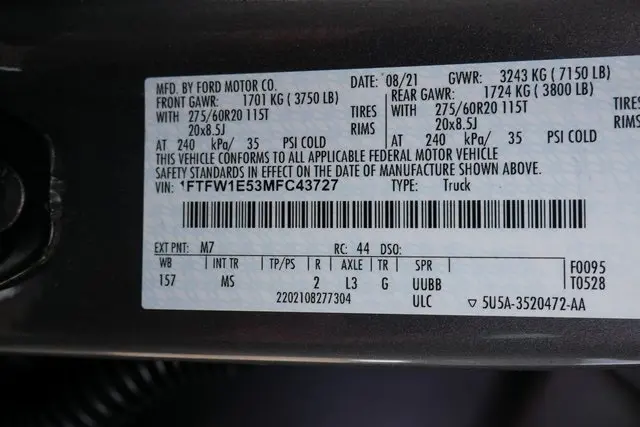 MFD. BY FORD MOTOR CO. DATE: 08/21 GVWR: 3243 KG ( 7150 LB)
FRONT GAWR: 1701 KG ( 3750 LB) REAR GAWR: 1724 KG ( 3800 LB)
WITH 275/60R20 115T TIRES WITH 275/60R20 115T TIRES
20x8.5J RIMS 20x8.5J RIMS
AT 240 kPa/ 35 PSI COLD AT 240 kPa/ 35 PSI COLD
THIS VEHICLE CONFORMS TO ALL APPLICABLE FEDERAL MOTOR VEHICLE
SAFETY STANDARDS IN EFFECT ON THE DATE OF MANUFACTURE SHOWN ABOVE.
VIN: 1FTFW1E53MFC43727 TYPE: Truck
EXT PNT: M7 RC: 44 DSO:
WB INT TR TP/PS R AXLE TR SPR F0095
157 MS 2 L3 G UUBB T0528
2202108277304 ULC ▽ 5U5A-3520472-AA